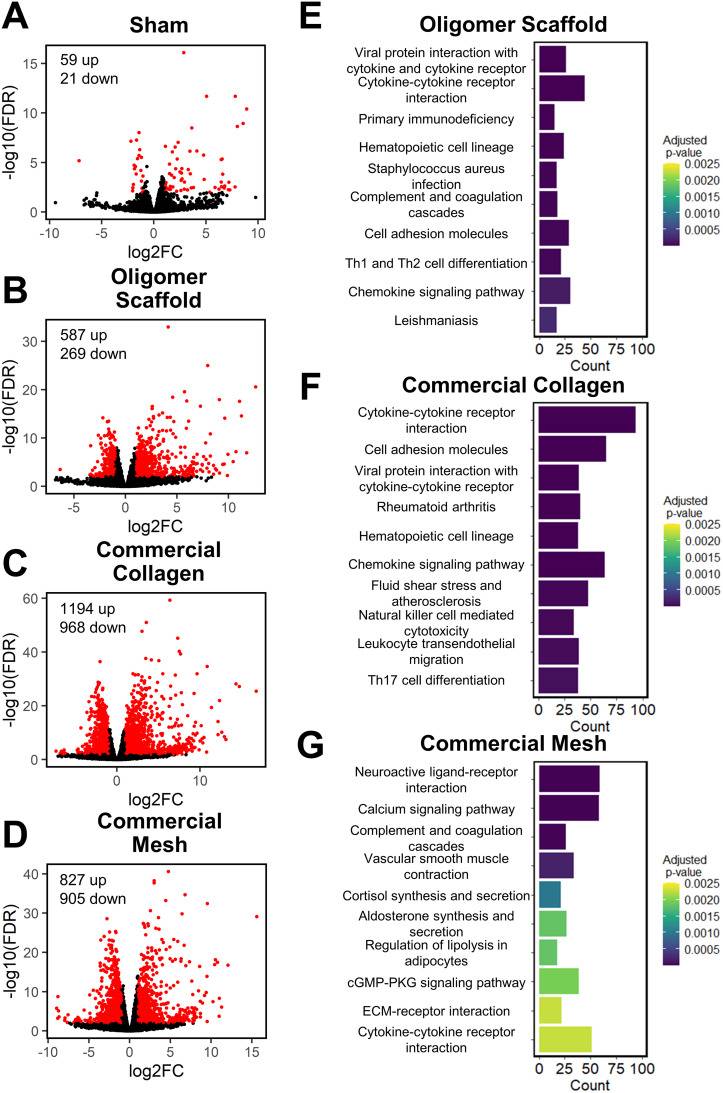 A
Sham
59 up
21 down
15
10
5
0
-log10(FDR)
-10
-5
0
5
10
log2FC
B
Oligomer
Scaffold
587 up
269 down
30
20
10
0
-log10(FDR)
-5
0
5
10
log2FC
C
Commercial
Collagen
1194 up
968 down
60
40
20
0
-log10(FDR)
0
10
log2FC
D
Commercial
Mesh
827 up
905 down
40
30
20
10
0
-log10(FDR)
-10
-5
0
5
10
15
log2FC
E
Oligomer Scaffold
Viral protein interaction with
cytokine and cytokine receptor
Cytokine-cytokine receptor
interaction
Primary immunodeficiency
Hematopoietic cell lineage
Staphylococcus aureus
infection
Complement and coagulation
cascades
Cell adhesion molecules
Th1 and Th2 cell differentiation
Chemokine signaling pathway
Leishmaniasis
0
25
50
75
100
Count
Adjusted
p-value
0.0025
0.0020
0.0015
0.0010
0.0005
F
Commercial Collagen
Cytokine-cytokine receptor
interaction
Cell adhesion molecules
Viral protein interaction with
cytokine-cytokine receptor
Rheumatoid arthritis
Hematopoietic cell lineage
Chemokine signaling pathway
Fluid shear stress and
atherosclerosis
Natural killer cell mediated
cytotoxicity
Leukocyte transendothelial
migration
Th17 cell differentiation
0
25
50
75
100
Count
Adjusted
p-value
0.0025
0.0020
0.0015
0.0010
0.0005
G
Commercial Mesh
Neuroactive ligand-receptor
interaction
Calcium signaling pathway
Complement and coagulation
cascades
Vascular smooth muscle
contraction
Cortisol synthesis and secretion
Aldosterone synthesis and
secretion
Regulation of lipolysis in
adipocytes
cGMP-PKG signaling pathway
ECM-receptor interaction
Cytokine-cytokine receptor
interaction
0
25
50
75
100
Count
Adjusted
p-value
0.0025
0.0020
0.0015
0.0010
0.0005